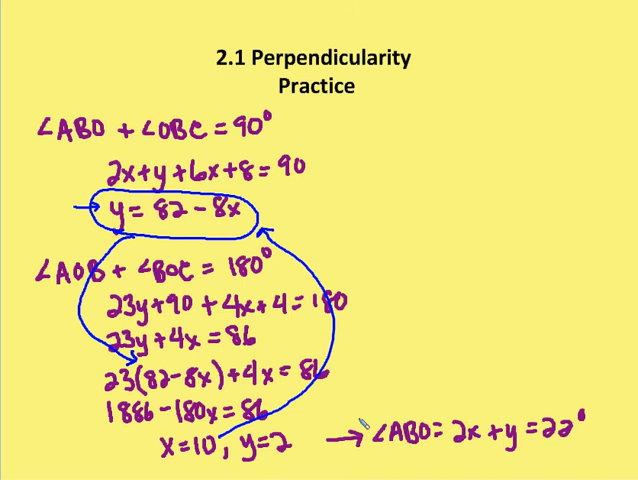 2.1 Perpendicularity
Practice
∠ABO + ∠OBC = 90°
2x + y + 6x + 8 = 90
y = 82 - 8x
∠AOB + ∠BOC = 180°
23y + 90 + 4x + 4 = 180
23y + 4x = 86
23(82 - 8x) + 4x = 86
1886 - 180x = 86
x = 10, y = 2 → ∠ABO = 2x + y = 22°